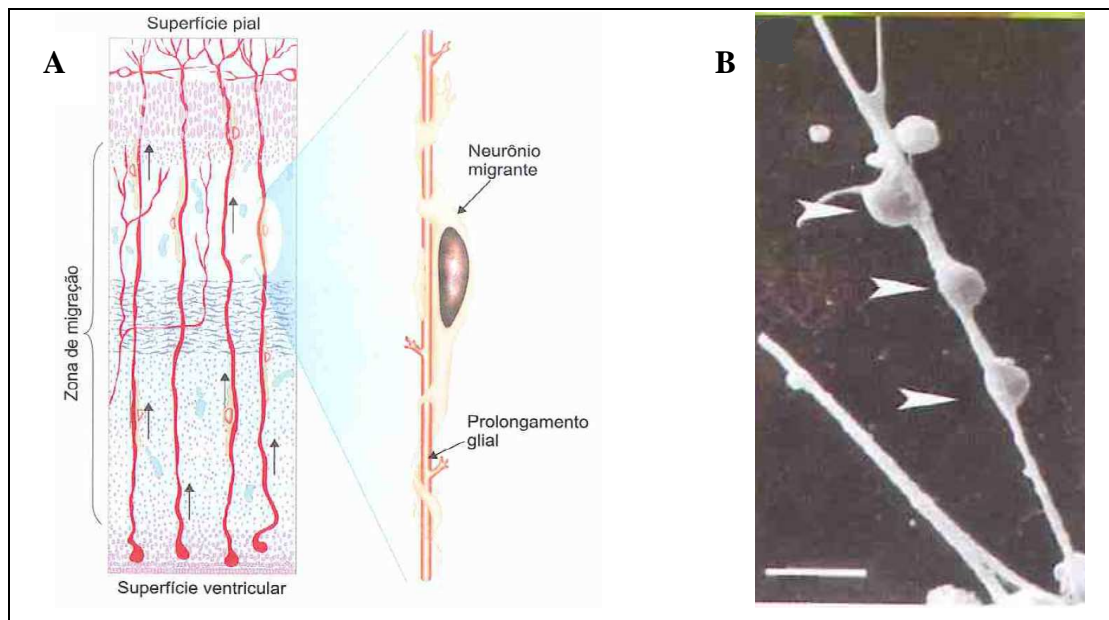 Superfície pial
A
B
Neurônio
migrante
Zona de migração
Prolongamento
glial
Superfície ventricular